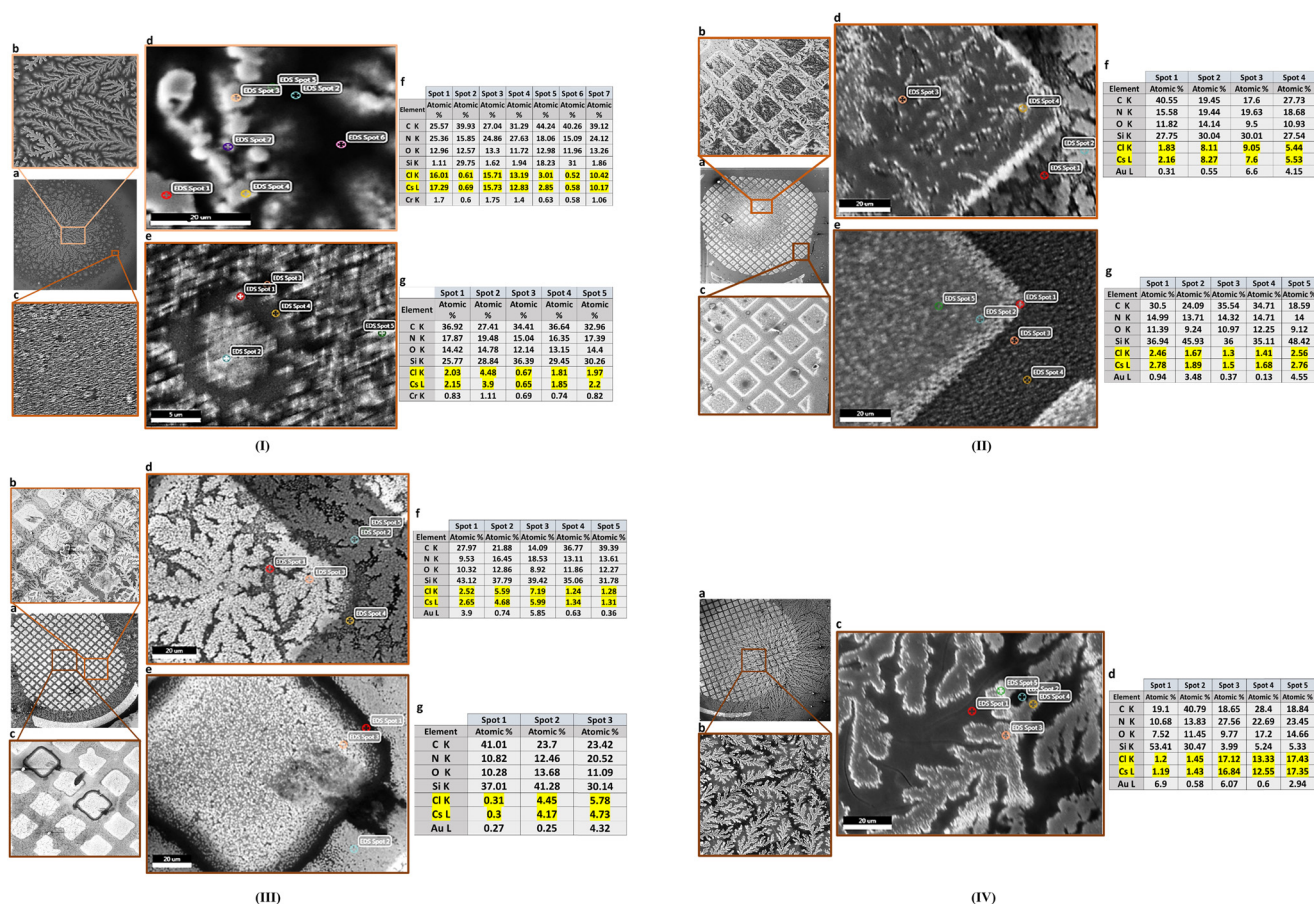 b
d
EDS Spot 5
EDS Spot 3
EDS Spot 2
EDS Spot 7
EDS Spot 6
EDS Spot 1
EDS Spot 4
20 um
a
c
e
EDS Spot 3
EDS Spot 1
EDS Spot 4
EDS Spot 5
EDS Spot 2
5 um
f
Spot 1 Spot 2 Spot 3 Spot 4 Spot 5 Spot 6 Spot 7
Element Atomic % Atomic % Atomic % Atomic % Atomic % Atomic % Atomic %
C K 25.57 39.93 27.04 31.29 44.24 40.26 39.12
N K 25.36 15.85 24.86 27.63 18.06 15.09 24.12
O K 12.96 12.57 13.3 11.72 12.98 11.96 13.26
Si K 1.11 29.75 1.62 1.94 18.23 31 1.86
Cl K 16.01 0.61 15.71 13.19 3.01 0.52 10.42
Cs L 17.29 0.69 15.73 12.83 2.85 0.58 10.17
Cr K 1.7 0.6 1.75 1.4 0.63 0.58 1.06
g
Spot 1 Spot 2 Spot 3 Spot 4 Spot 5
Element Atomic % Atomic % Atomic % Atomic % Atomic %
C K 36.92 27.41 34.41 36.64 32.96
N K 17.87 19.48 15.04 16.35 17.39
O K 14.42 14.78 12.14 13.15 14.4
Si K 25.77 28.84 36.39 29.45 30.26
Cl K 2.03 4.48 0.67 1.81 1.97
Cs L 2.15 3.9 0.65 1.85 2.2
Cr K 0.83 1.11 0.69 0.74 0.82
(I)
b
d
EDS Spot 3
EDS Spot 4
EDS Spot 2
EDS Spot 1
20 um
a
c
e
EDS Spot 5
EDS Spot 1
EDS Spot 2
EDS Spot 3
EDS Spot 4
20 um
f
Spot 1 Spot 2 Spot 3 Spot 4
Element Atomic % Atomic % Atomic % Atomic %
C K 40.55 19.45 17.6 27.73
N K 15.58 19.44 19.63 18.68
O K 11.82 14.14 9.5 10.93
Si K 27.75 30.04 30.01 27.54
Cl K 1.83 8.11 9.05 5.44
Cs L 2.16 8.27 7.6 5.53
Au L 0.31 0.55 6.6 4.15
g
Spot 1 Spot 2 Spot 3 Spot 4 Spot 5
Element Atomic % Atomic % Atomic % Atomic % Atomic %
C K 30.5 24.09 35.54 34.71 18.59
N K 14.99 13.71 14.32 14.71 14
O K 11.39 9.24 10.97 12.25 9.12
Si K 36.94 45.93 36 35.11 48.42
Cl K 2.46 1.67 1.3 1.41 2.56
Cs L 2.78 1.89 1.5 1.68 2.76
Au L 0.94 3.48 0.37 0.13 4.55
(II)
b
d
EDS Spot 5
EDS Spot 2
EDS Spot 1
EDS Spot 3
EDS Spot 4
20 um
a
c
e
EDS Spot 1
EDS Spot 3
EDS Spot 2
20 um
f
Spot 1 Spot 2 Spot 3 Spot 4 Spot 5
Element Atomic % Atomic % Atomic % Atomic % Atomic %
C K 27.97 21.88 14.09 36.77 39.39
N K 9.53 16.45 18.53 13.11 13.61
O K 10.32 12.86 8.92 11.86 12.27
Si K 43.12 37.79 39.42 35.06 31.78
Cl K 2.52 5.59 7.19 1.24 1.28
Cs L 2.65 4.68 5.99 1.34 1.31
Au L 3.9 0.74 5.85 0.63 0.36
g
Spot 1 Spot 2 Spot 3
Element Atomic % Atomic % Atomic %
C K 41.01 23.7 23.42
N K 10.82 12.46 20.52
O K 10.28 13.68 11.09
Si K 37.01 41.28 30.14
Cl K 0.31 4.45 5.78
Cs L 0.3 4.17 4.73
Au L 0.27 0.25 4.32
(III)
a
b
c
EDS Spot 5
EDS Spot 2
EDS Spot 4
EDS Spot 1
EDS Spot 3
20 um
d
Spot 1 Spot 2 Spot 3 Spot 4 Spot 5
Element Atomic % Atomic % Atomic % Atomic % Atomic %
C K 19.1 40.79 18.65 28.4 18.84
N K 10.68 13.83 27.56 22.69 23.45
O K 7.52 11.45 9.77 17.2 14.66
Si K 53.41 30.47 3.99 5.24 5.33
Cl K 1.2 1.45 17.12 13.33 17.43
Cs L 1.19 1.43 16.84 12.55 17.35
Au L 6.9 0.58 6.07 0.6 2.94
(IV)